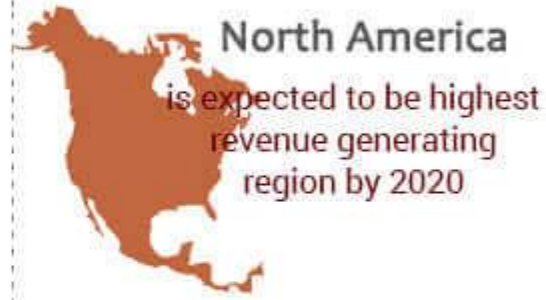 North America
is expected to be highest
revenue generating
region by 2020